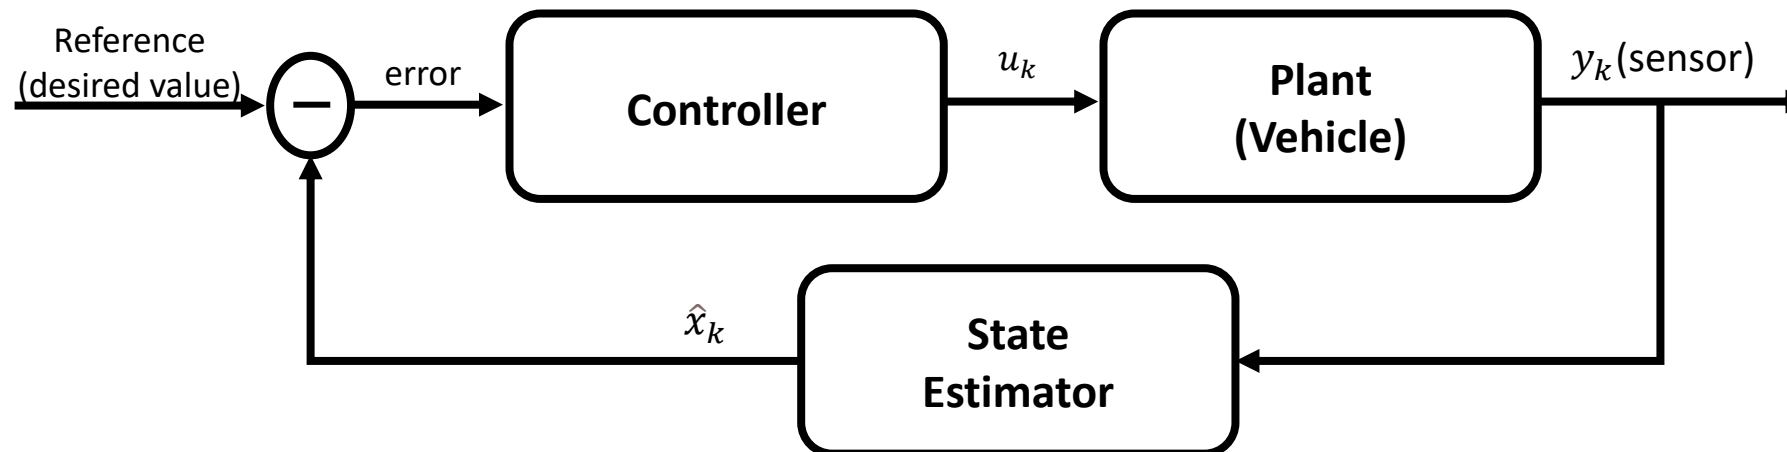 Reference
(desired value)
−
error
Controller
u_k
Plant
(Vehicle)
y_k(sensor)
x̂_k
State
Estimator